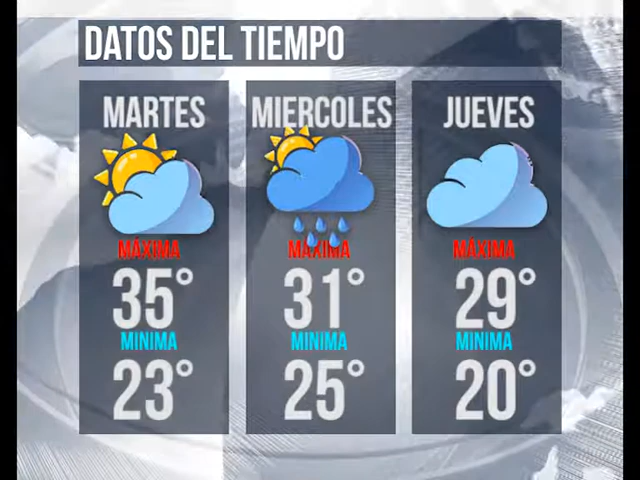 DATOS DEL TIEMPO
MARTES
MÁXIMA
35°
MINIMA
23°
MIERCOLES
MÁXIMA
31°
MINIMA
25°
JUEVES
MÁXIMA
29°
MINIMA
20°